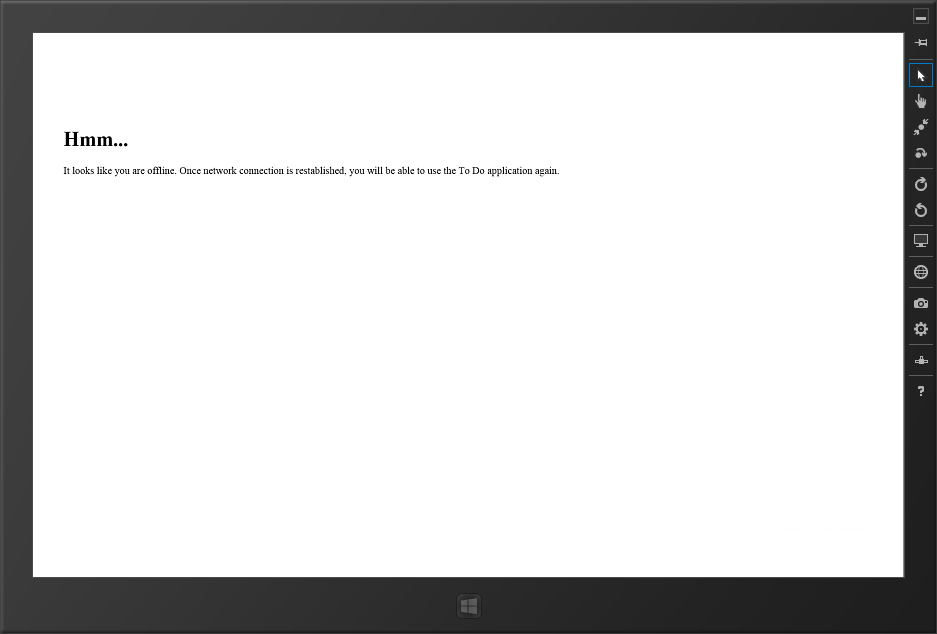 Hmm...
It looks like you are offline. Once network connection is restablished, you will be able to use the To Do application again.
?